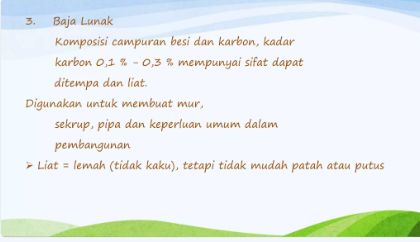 3. Baja Lunak
Komposisi campuran besi dan karbon, kadar
karbon 0,1 % - 0,3 % mempunyai sifat dapat
ditempa dan liat.
Digunakan untuk membuat mur,
sekrup, pipa dan keperluan umum dalam
pembangunan
➢ Liat = lemah (tidak kaku), tetapi tidak mudah patah atau putus